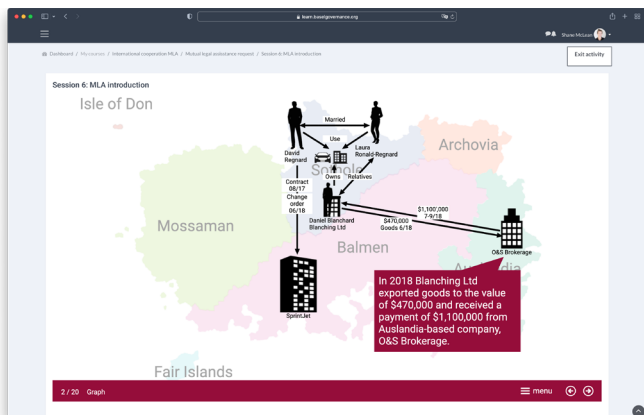 learn.baselgovernance.org
Shane McLean
Dashboard / My courses / International cooperation MLA / Mutual legal assistance request / Session 6: MLA introduction
Exit activity
Session 6: MLA introduction
Isle of Don
Married
Use
David
Regnard
Laura
Ronald-Regnard
Archovia
Owns
Relatives
Contract
08/17
Change
order
06/18
Daniel Blanchard
Blenching Ltd
$1,100,000
7-9/18
$470,000
Goods 6/18
Mossaman
Balmen
O&S Brokerage
In 2018 Blanching Ltd
exported goods to the value
of $470,000 and received a
payment of $1,100,000 from
Auslandia-based company,
O&S Brokerage.
SprintJet
Fair Islands
2 / 20 Graph
menu